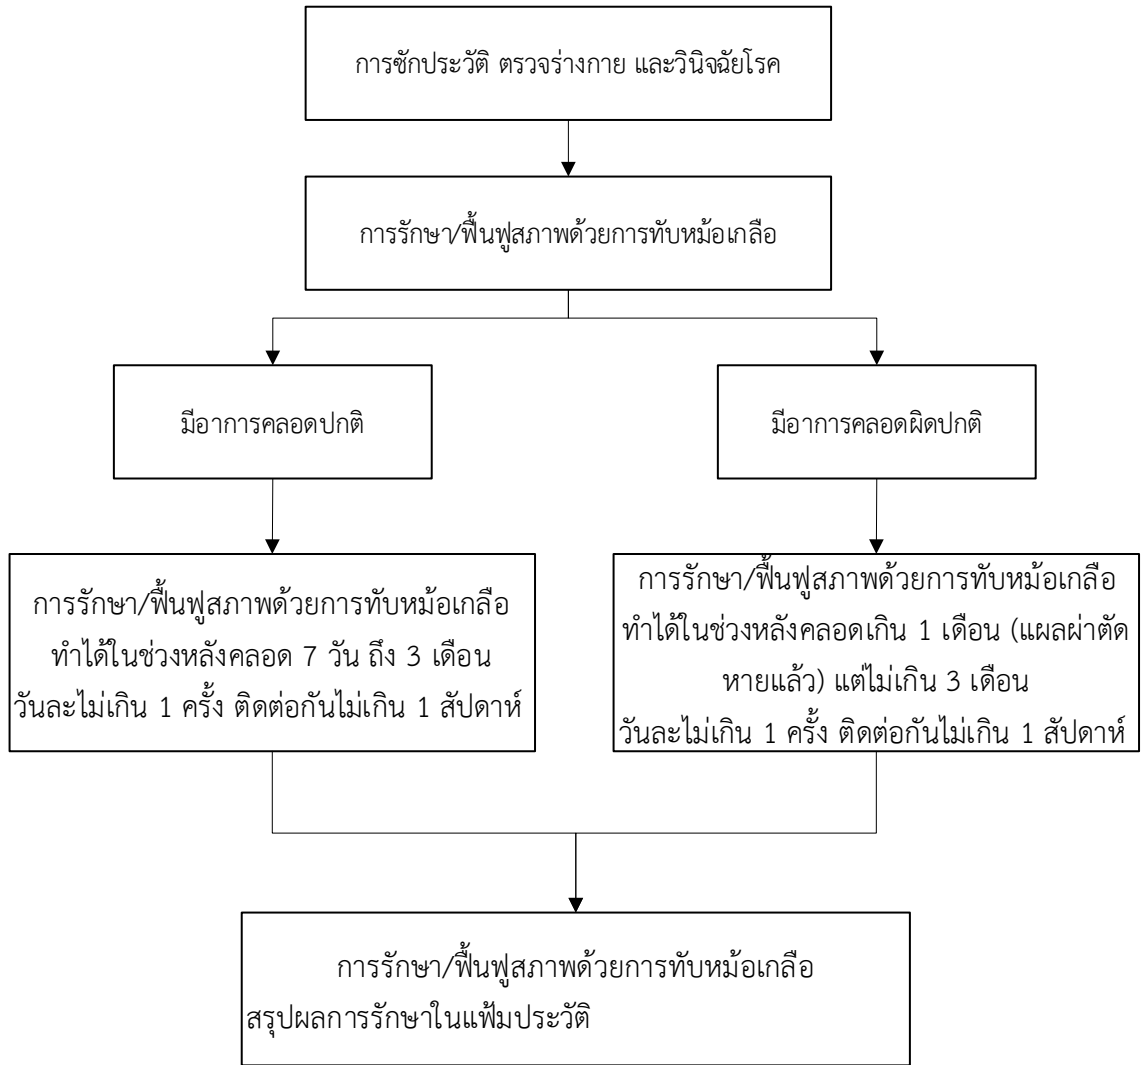 การซักประวัติ ตรวจร่างกาย และวินิจฉัยโรค
การรักษา/ฟื้นฟูสภาพด้วยการทับหม้อเกลือ
มีอาการคลอดปกติ
มีอาการคลอดผิดปกติ
การรักษา/ฟื้นฟูสภาพด้วยการทับหม้อเกลือ
ทำได้ในช่วงหลังคลอด 7 วัน ถึง 3 เดือน
วันละไม่เกิน 1 ครั้ง ติดต่อกันไม่เกิน 1 สัปดาห์
การรักษา/ฟื้นฟูสภาพด้วยการทับหม้อเกลือ
ทำได้ในช่วงหลังคลอดเกิน 1 เดือน (แผลผ่าตัด
หายแล้ว) แต่ไม่เกิน 3 เดือน
วันละไม่เกิน 1 ครั้ง ติดต่อกันไม่เกิน 1 สัปดาห์
การรักษา/ฟื้นฟูสภาพด้วยการทับหม้อเกลือ
สรุปผลการรักษาในแฟ้มประวัติ